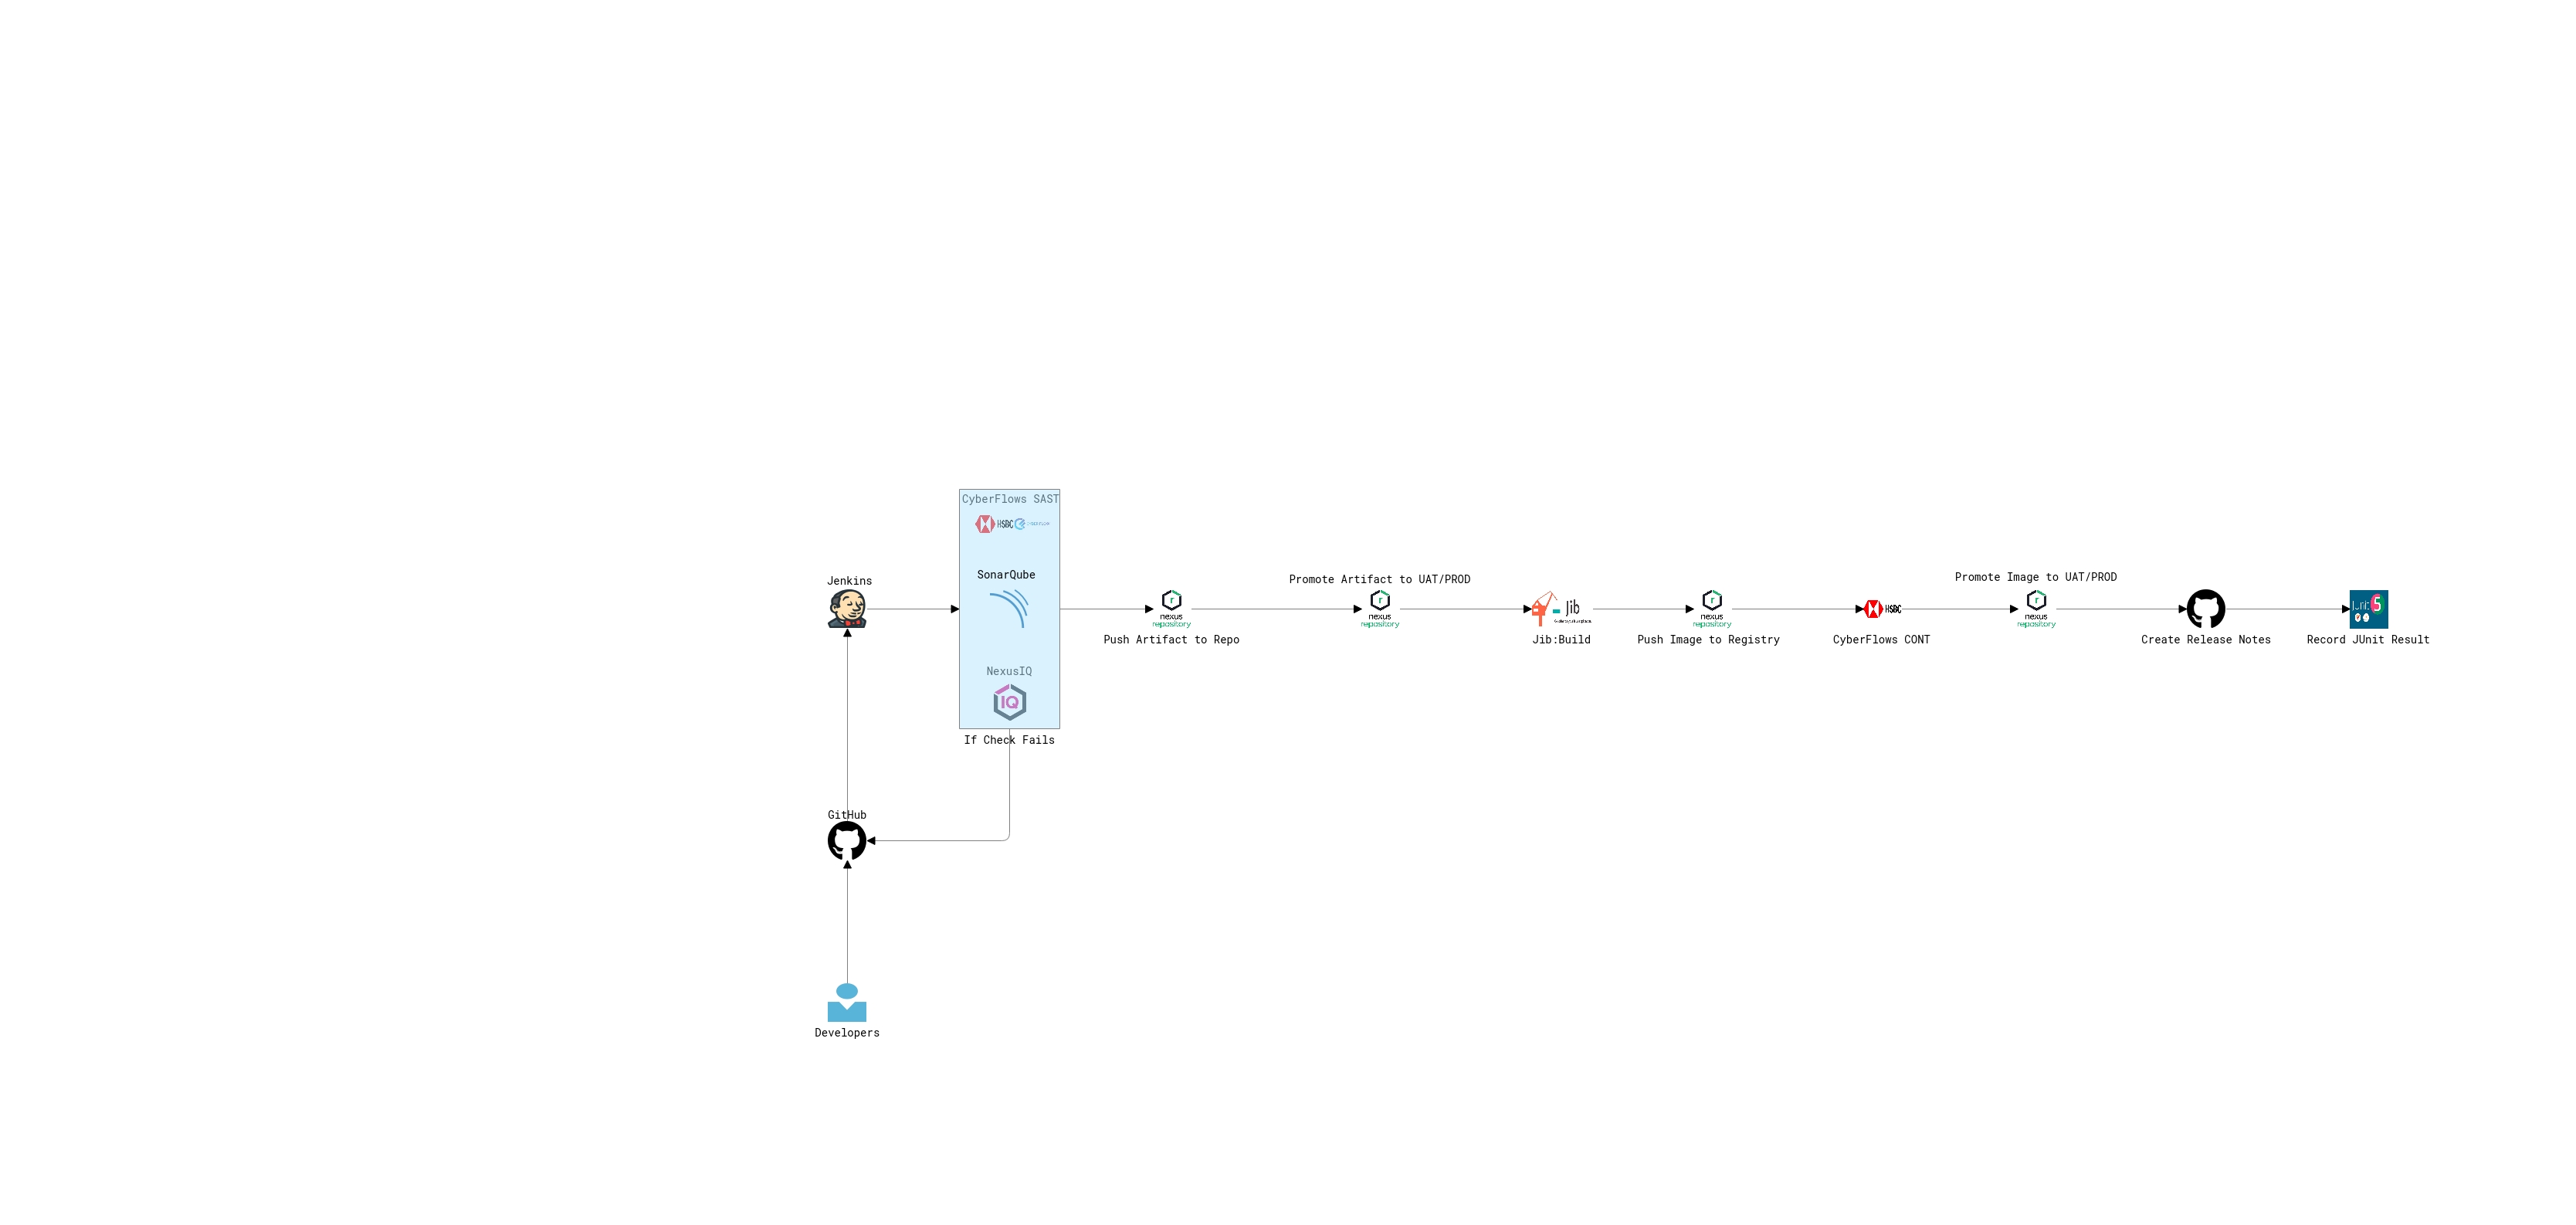 CyberFlows SAST
HSBC
SonarQube
Jenkins
NexusIQ
If Check Fails
GitHub
Developers
nexus
repository
Push Artifact to Repo
Promote Artifact to UAT/PROD
nexus
repository
Jib
Jib:Build
nexus
repository
Push Image to Registry
HSBC
CyberFlows CONT
Promote Image to UAT/PROD
nexus
repository
Create Release Notes
JUnit 5
Record JUnit Result
IQ